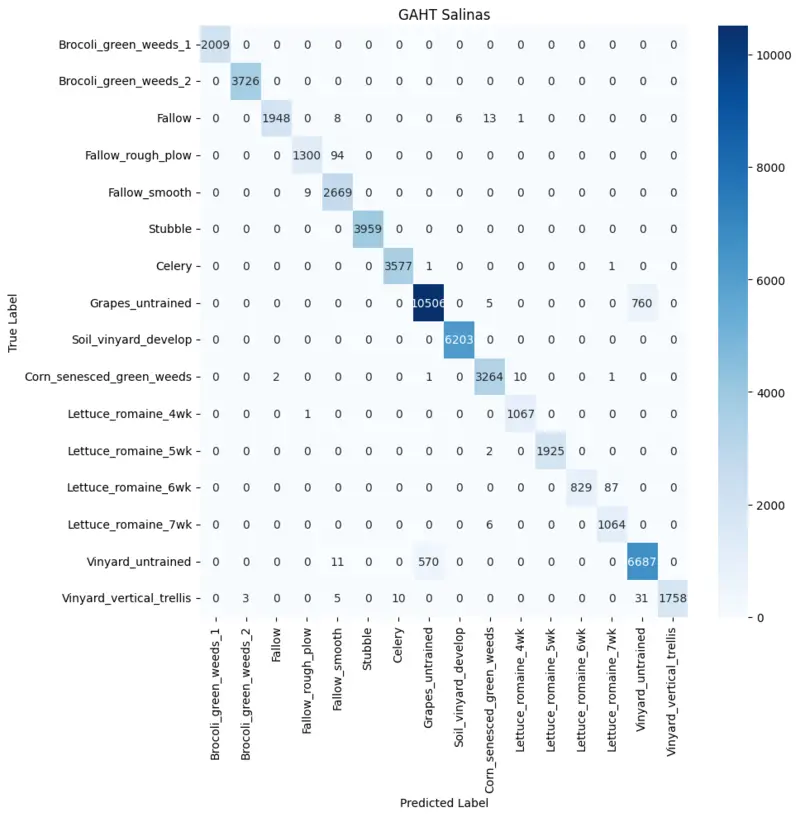 GAHT Salinas
Brocoli_green_weeds_1 2009 0 0 0 0 0 0 0 0 0 0 0 0 0 0 0
Brocoli_green_weeds_2 0 3726 0 0 0 0 0 0 0 0 0 0 0 0 0 0
Fallow 0 0 1948 0 8 0 0 0 6 13 1 0 0 0 0 0
Fallow_rough_plow 0 0 0 1300 94 0 0 0 0 0 0 0 0 0 0 0
Fallow_smooth 0 0 0 9 2669 0 0 0 0 0 0 0 0 0 0 0
Stubble 0 0 0 0 0 3959 0 0 0 0 0 0 0 0 0 0
Celery 0 0 0 0 0 0 3577 1 0 0 0 0 0 1 0 0
Grapes_untrained 0 0 0 0 0 0 0 10506 0 5 0 0 0 0 760 0
Soil_vinyard_develop 0 0 0 0 0 0 0 0 6203 0 0 0 0 0 0 0
Corn_senesced_green_weeds 0 0 2 0 0 0 0 1 0 3264 10 0 0 1 0 0
Lettuce_romaine_4wk 0 0 0 1 0 0 0 0 0 0 1067 0 0 0 0 0
Lettuce_romaine_5wk 0 0 0 0 0 0 0 0 0 2 0 1925 0 0 0 0
Lettuce_romaine_6wk 0 0 0 0 0 0 0 0 0 0 0 0 829 87 0 0
Lettuce_romaine_7wk 0 0 0 0 0 0 0 0 0 6 0 0 0 1064 0 0
Vinyard_untrained 0 0 0 0 11 0 0 570 0 0 0 0 0 0 6687 0
Vinyard_vertical_trellis 0 3 0 0 5 0 10 0 0 0 0 0 0 0 31 1758
True Label
Brocoli_green_weeds_1
Brocoli_green_weeds_2
Fallow
Fallow_rough_plow
Fallow_smooth
Stubble
Celery
Grapes_untrained
Soil_vinyard_develop
Corn_senesced_green_weeds
Lettuce_romaine_4wk
Lettuce_romaine_5wk
Lettuce_romaine_6wk
Lettuce_romaine_7wk
Vinyard_untrained
Vinyard_vertical_trellis
Predicted Label
10000
8000
6000
4000
2000
0